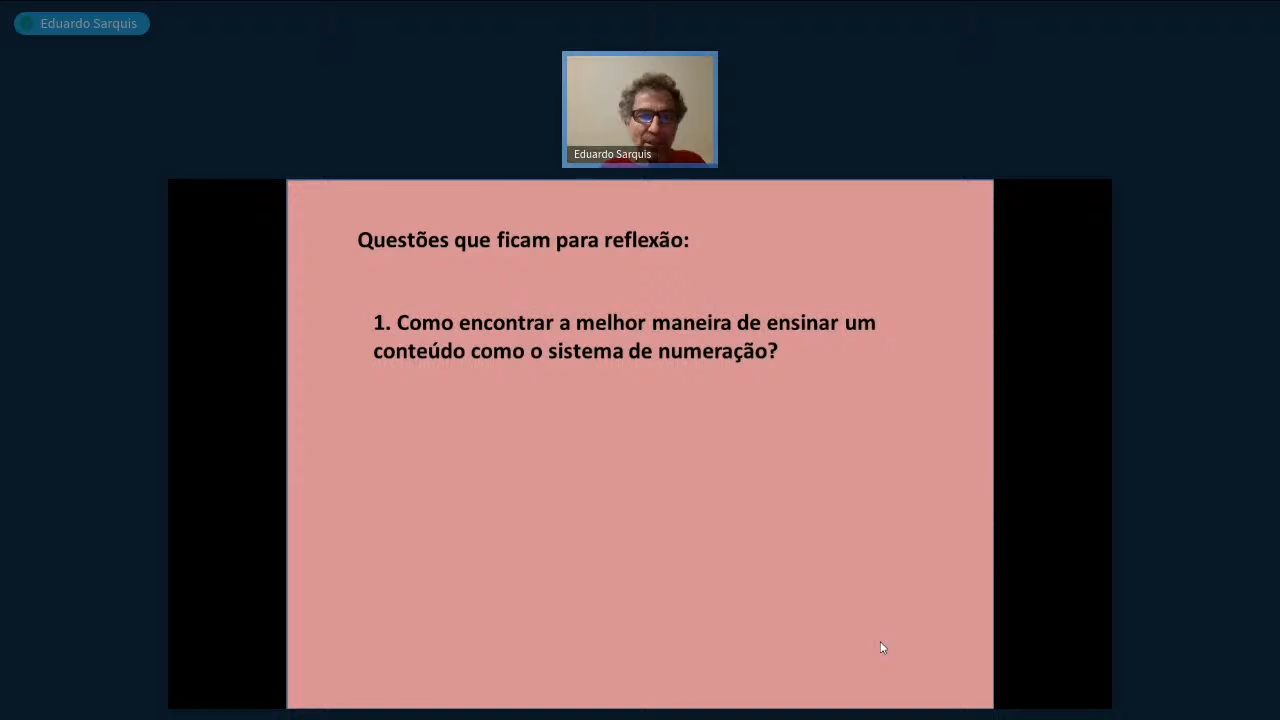 Eduardo Sarquis
Eduardo Sarquis
Questões que ficam para reflexão:
1. Como encontrar a melhor maneira de ensinar um
conteúdo como o sistema de numeração?